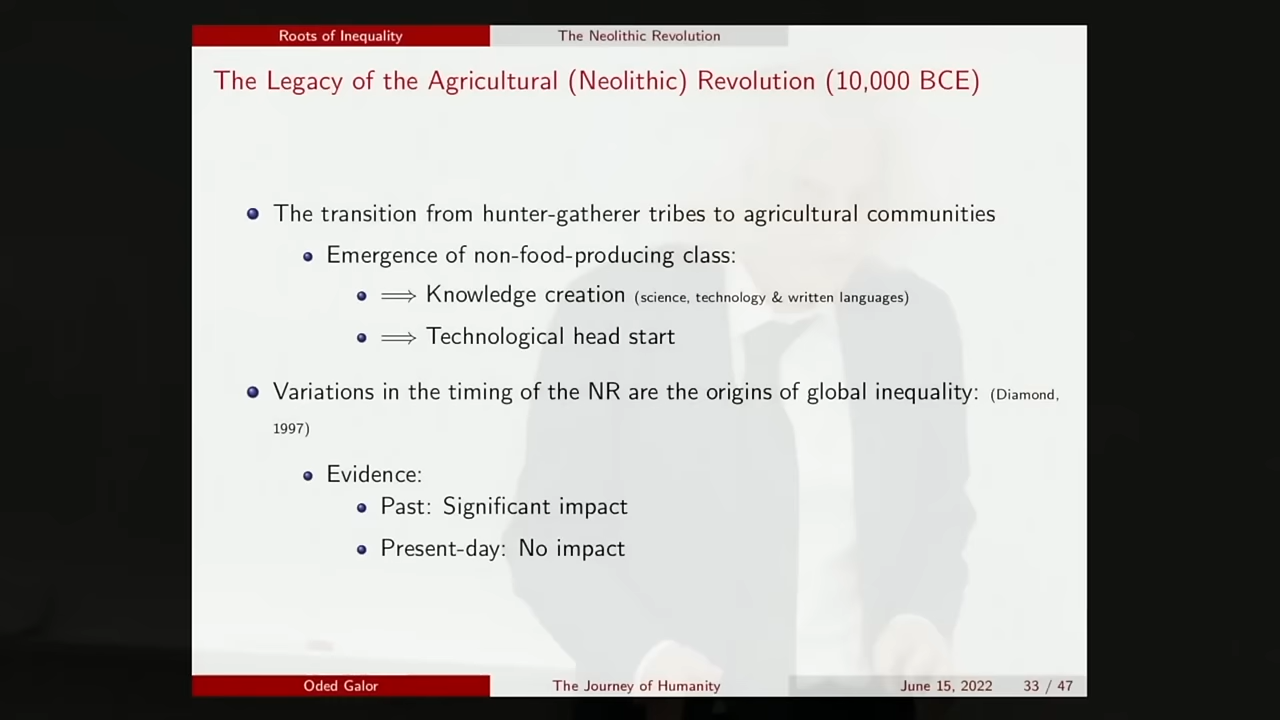 Roots of Inequality
The Neolithic Revolution
The Legacy of the Agricultural (Neolithic) Revolution (10,000 BCE)
The transition from hunter-gatherer tribes to agricultural communities
Emergence of non-food-producing class:
⟹ Knowledge creation (science, technology & written languages)
⟹ Technological head start
Variations in the timing of the NR are the origins of global inequality: (Diamond,
1997)
Evidence:
Past: Significant impact
Present-day: No impact
Oded Galor
The Journey of Humanity
June 15, 2022 33 / 47